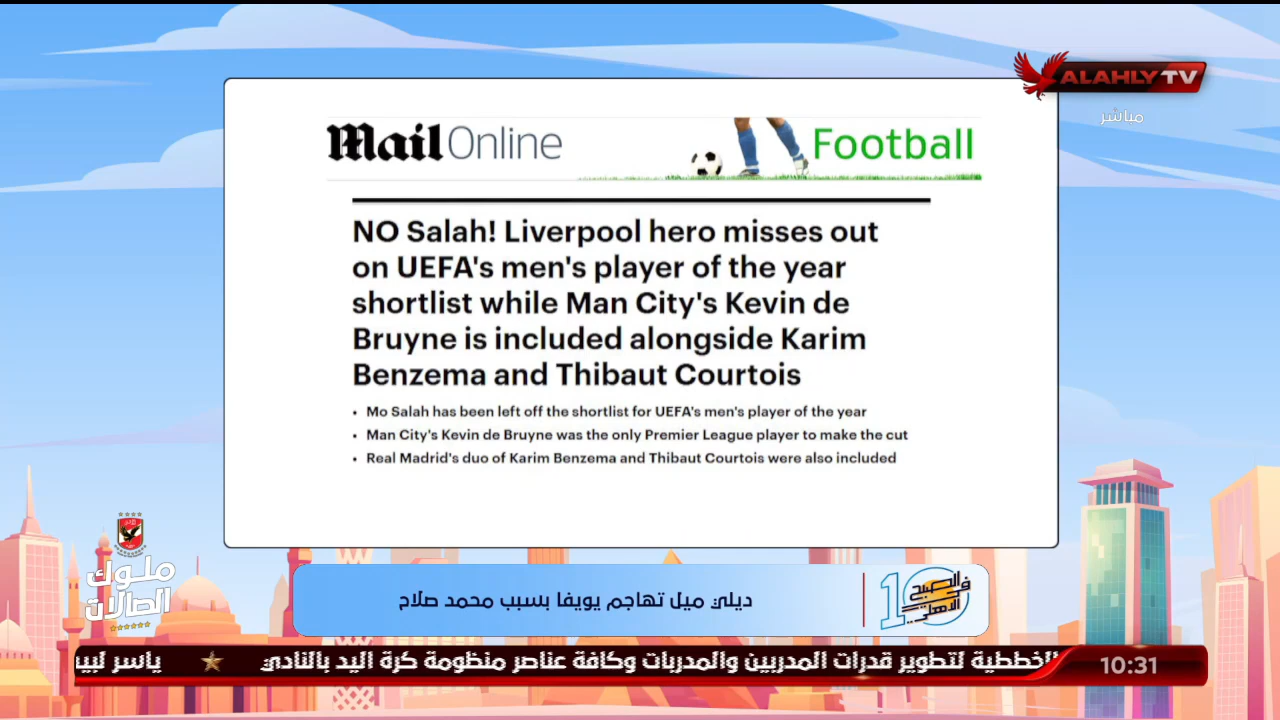 ALAHLY TV
مباشر
Mail Online
Football
NO Salah! Liverpool hero misses out
on UEFA's men's player of the year
shortlist while Man City's Kevin de
Bruyne is included alongside Karim
Benzema and Thibaut Courtois
• Mo Salah has been left off the shortlist for UEFA's men's player of the year
• Man City's Kevin de Bruyne was the only Premier League player to make the cut
• Real Madrid's duo of Karim Benzema and Thibaut Courtois were also included
ملوك
الصالات
ديلي ميل تهاجم يويفا بسبب محمد صلاح
10 الصبح
في
الأهلي
الخططية لتطوير قدرات المدربين والمدربات وكافة عناصر منظومة كرة اليد بالنادي ★ ياسر لبيب
10:31